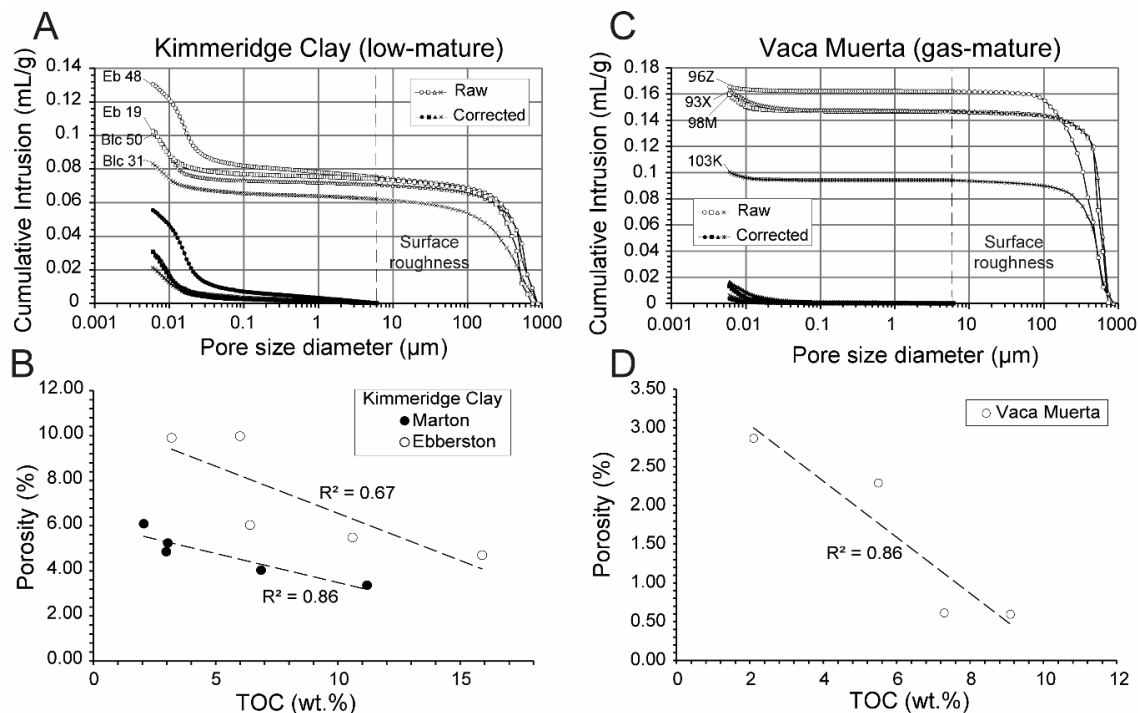 A
Kimmeridge Clay (low-mature)
Cumulative Intrusion (mL/g)
0.14
0.12
0.1
0.08
0.06
0.04
0.02
0
Eb 48
Eb 19
Blc 50
Blc 31
Raw
Corrected
Surface
roughness
0.001
0.01
0.1
1
10
100
1000
Pore size diameter (µm)
C
Vaca Muerta (gas-mature)
Cumulative Intrusion (mL/g)
0.18
0.16
0.14
0.12
0.1
0.08
0.06
0.04
0.02
0
96Z
93X
98M
103K
Raw
Corrected
Surface
roughness
0.001
0.01
0.1
1
10
100
1000
Pore size diameter (µm)
B
Porosity (%)
12.00
10.00
8.00
6.00
4.00
2.00
0.00
Kimmeridge Clay
Marton
Ebberston
R² = 0.67
R² = 0.86
0
5
10
15
TOC (wt.%)
D
Porosity (%)
3.50
3.00
2.50
2.00
1.50
1.00
0.50
0.00
Vaca Muerta
R² = 0.86
0
2
4
6
8
10
12
TOC (wt.%)